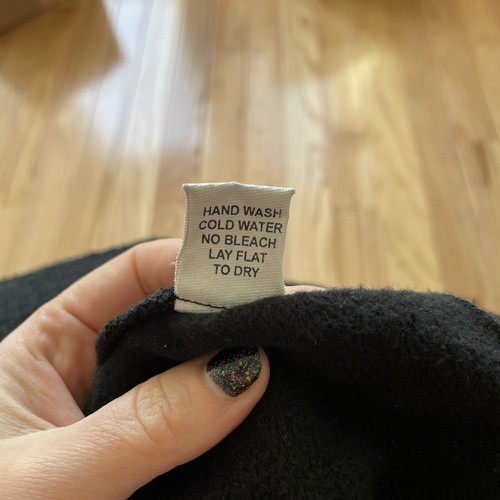 HAND WASH
COLD WATER
NO BLEACH
LAY FLAT
TO DRY